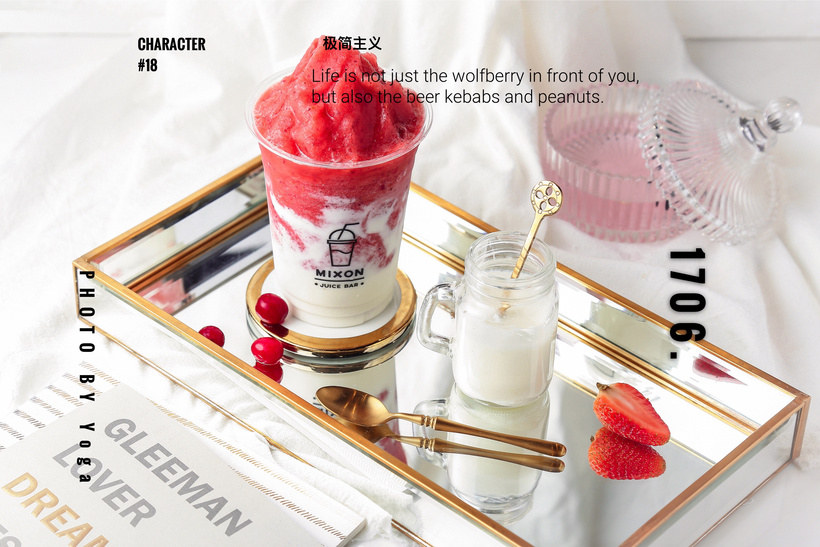 CHARACTER
#18
极简主义
Life is not just the wolfberry in front of you,
but also the beer kebabs and peanuts.
MIXON
JUICE BAR
1706.
PHOTO BY Yoga
GLEEMAN
LOVER
DREAM